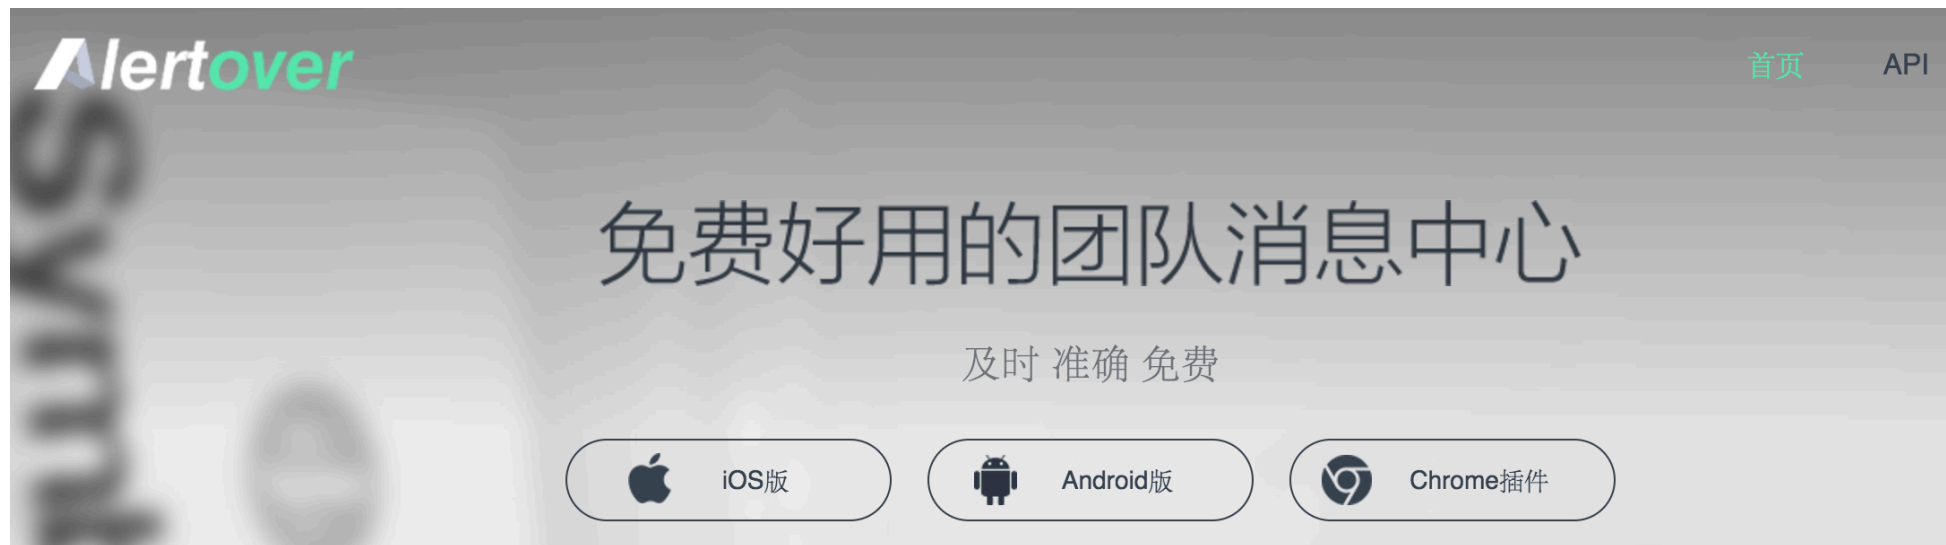 Alertover
首页 API
免费好用的团队消息中心
及时 准确 免费
iOS版 Android版 Chrome插件